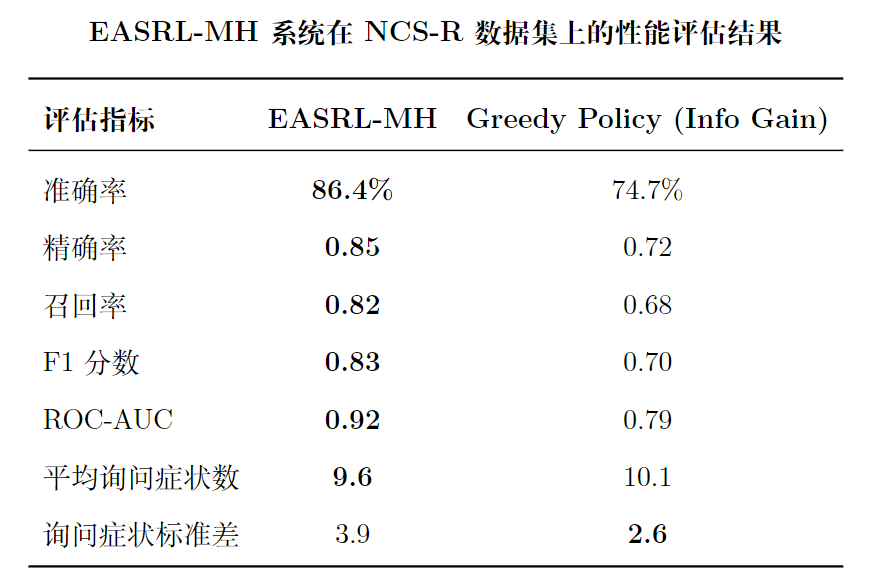 EASRL-MH 系统在 NCS-R 数据集上的性能评估结果
评估指标 EASRL-MH Greedy Policy (Info Gain)
准确率 86.4% 74.7%
精确率 0.85 0.72
召回率 0.82 0.68
F1 分数 0.83 0.70
ROC-AUC 0.92 0.79
平均询问症状数 9.6 10.1
询问症状标准差 3.9 2.6